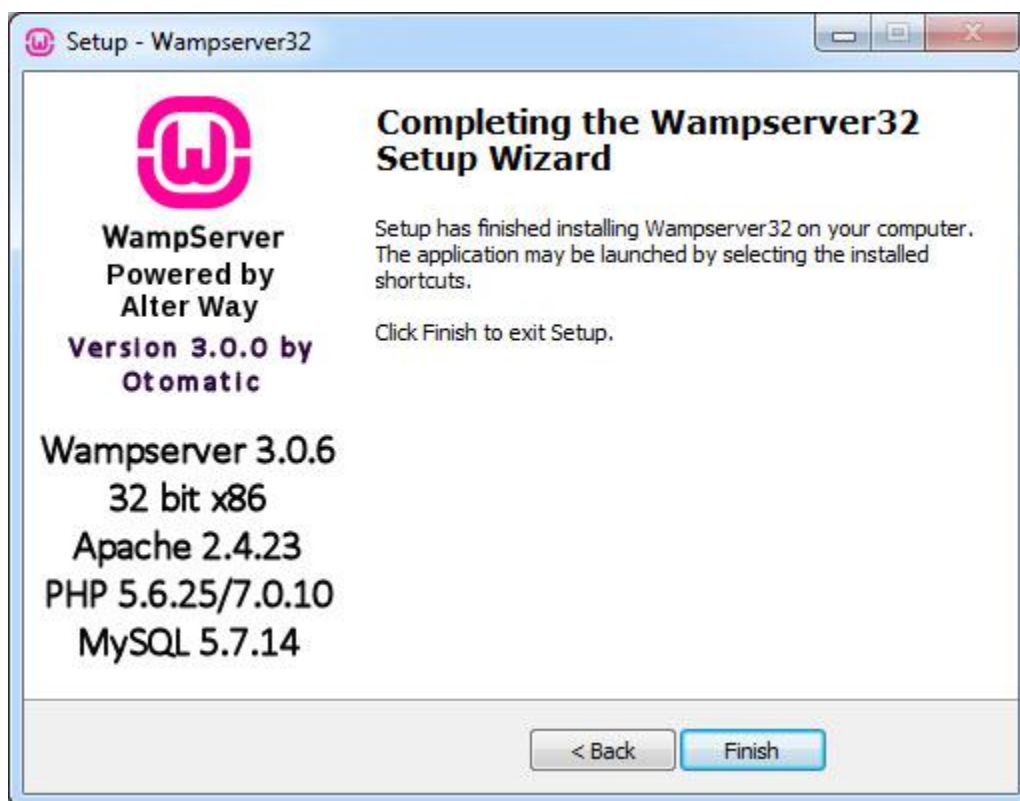 Setup - Wampserver32
WampServer
Powered by
Alter Way
Version 3.0.0 by
Otomatic
Wampserver 3.0.6
32 bit x86
Apache 2.4.23
PHP 5.6.25/7.0.10
MySQL 5.7.14
Completing the Wampserver32
Setup Wizard
Setup has finished installing Wampserver32 on your computer.
The application may be launched by selecting the installed
shortcuts.
Click Finish to exit Setup.
< Back
Finish